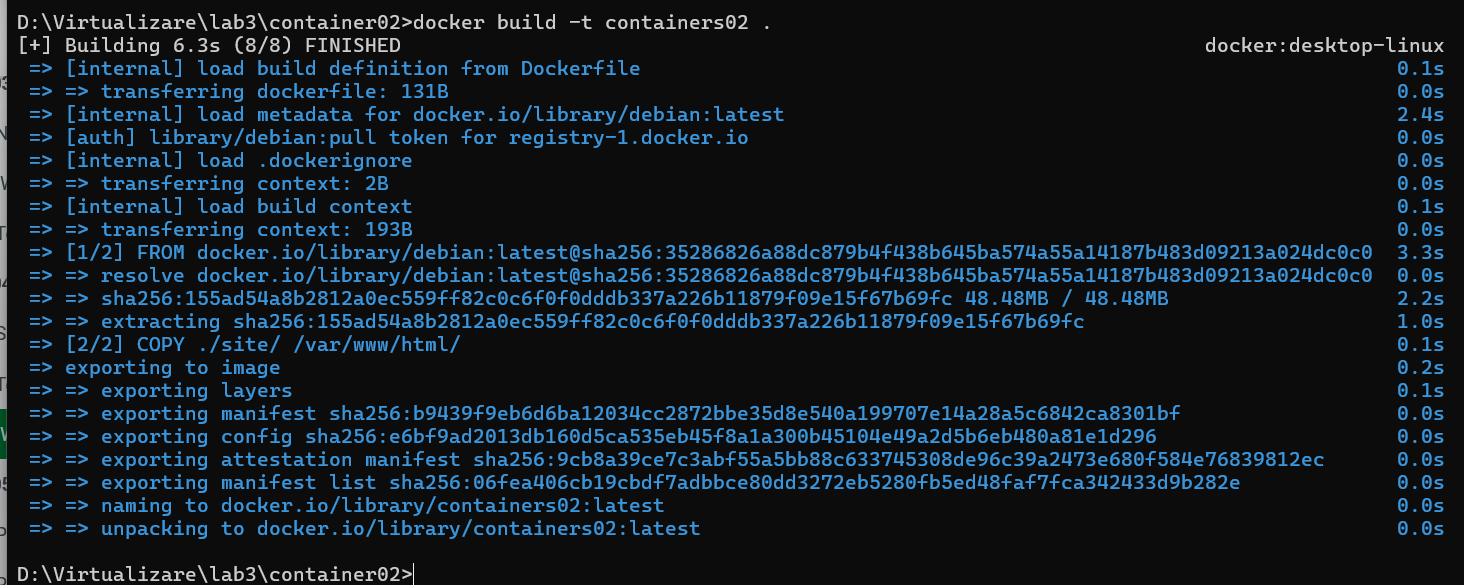 D:\Virtualizare\lab3\container02>docker build -t containers02 .
[+] Building 6.3s (8/8) FINISHED docker:desktop-linux
=> [internal] load build definition from Dockerfile 0.1s
=> => transferring dockerfile: 131B 0.0s
=> [internal] load metadata for docker.io/library/debian:latest 2.4s
=> [auth] library/debian:pull token for registry-1.docker.io 0.0s
=> [internal] load .dockerignore 0.0s
=> => transferring context: 2B 0.0s
=> [internal] load build context 0.1s
=> => transferring context: 193B 0.0s
=> [1/2] FROM docker.io/library/debian:latest@sha256:35286826a88dc879b4f438b645ba574a55a14187b483d09213a024dc0c0 3.3s
=> => resolve docker.io/library/debian:latest@sha256:35286826a88dc879b4f438b645ba574a55a14187b483d09213a024dc0c0 0.0s
=> => sha256:155ad54a8b2812a0ec559ff82c0c6f0f0dddb337a226b11879f09e15f67b69fc 48.48MB / 48.48MB 2.2s
=> => extracting sha256:155ad54a8b2812a0ec559ff82c0c6f0f0dddb337a226b11879f09e15f67b69fc 1.0s
=> [2/2] COPY ./site/ /var/www/html/ 0.1s
=> exporting to image 0.2s
=> => exporting layers 0.1s
=> => exporting manifest sha256:b9439f9eb6d6ba12034cc2872bbe35d8e540a199707e14a28a5c6842ca8301bf 0.0s
=> => exporting config sha256:e6bf9ad2013db160d5ca535eb45f8a1a300b45104e49a2d5b6eb480a81e1d296 0.0s
=> => exporting attestation manifest sha256:9cb8a39ce7c3abf55a5bb88c633745308de96c39a2473e680f584e76839812ec 0.0s
=> => exporting manifest list sha256:06fea406cb19cbdf7adbbce80dd3272eb5280fb5ed48faf7fca342433d9b282e 0.0s
=> => naming to docker.io/library/containers02:latest 0.0s
=> => unpacking to docker.io/library/containers02:latest 0.0s
D:\Virtualizare\lab3\container02>